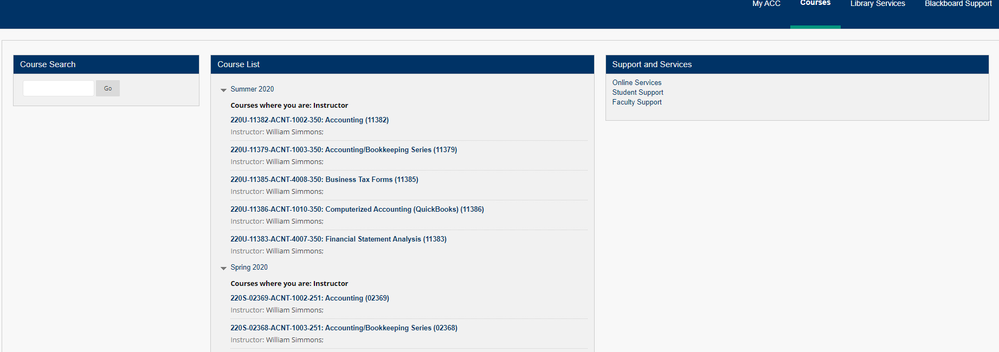 My ACC
Courses
Library Services
Blackboard Support
Course Search
Go
Course List
Summer 2020
Courses where you are: Instructor
220U-11382-ACNT-1002-350: Accounting (11382)
Instructor: William Simmons;
220U-11379-ACNT-1003-350: Accounting/Bookkeeping Series (11379)
Instructor: William Simmons;
220U-11385-ACNT-4008-350: Business Tax Forms (11385)
Instructor: William Simmons;
220U-11386-ACNT-1010-350: Computerized Accounting (QuickBooks) (11386)
Instructor: William Simmons;
220U-11383-ACNT-4007-350: Financial Statement Analysis (11383)
Instructor: William Simmons;
Spring 2020
Courses where you are: Instructor
220S-02369-ACNT-1002-251: Accounting (02369)
Instructor: William Simmons;
220S-02368-ACNT-1003-251: Accounting/Bookkeeping Series (02368)
Instructor: William Simmons;
Support and Services
Online Services
Student Support
Faculty Support